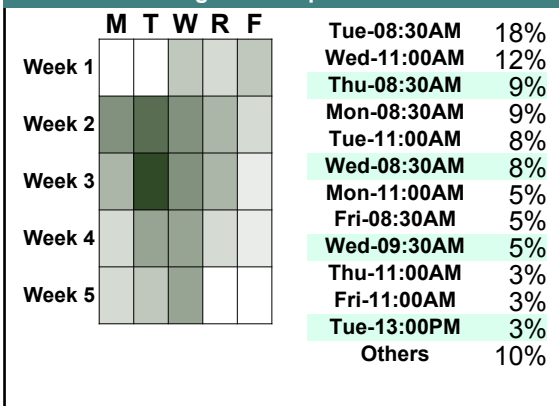 M T W R F
Week 1
Week 2
Week 3
Week 4
Week 5
Tue-08:30AM 18%
Wed-11:00AM 12%
Thu-08:30AM 9%
Mon-08:30AM 9%
Tue-11:00AM 8%
Wed-08:30AM 8%
Mon-11:00AM 5%
Fri-08:30AM 5%
Wed-09:30AM 5%
Thu-11:00AM 3%
Fri-11:00AM 3%
Tue-13:00PM 3%
Others 10%